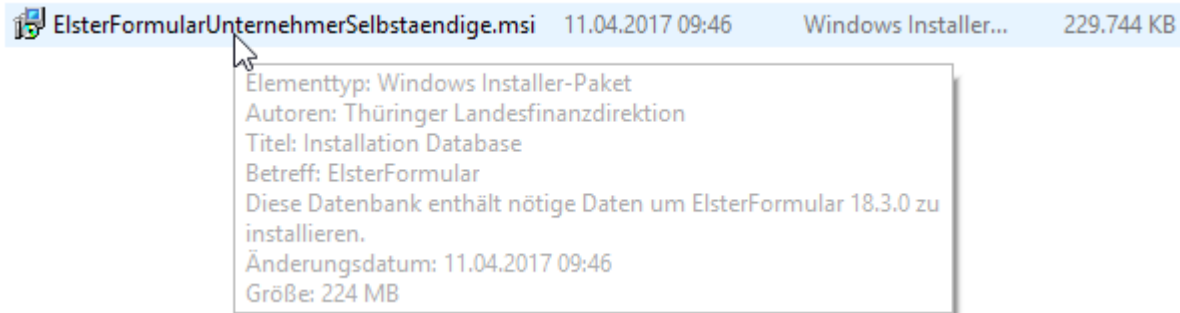 ElsterFormularUnternehmerSelbstaendige.msi 11.04.2017 09:46 Windows Installer... 229.744 KB
Elementtyp: Windows Installer-Paket
Autoren: Thüringer Landesfinanzdirektion
Titel: Installation Database
Betreff: ElsterFormular
Diese Datenbank enthält nötige Daten um ElsterFormular 18.3.0 zu
installieren.
Änderungsdatum: 11.04.2017 09:46
Größe: 224 MB